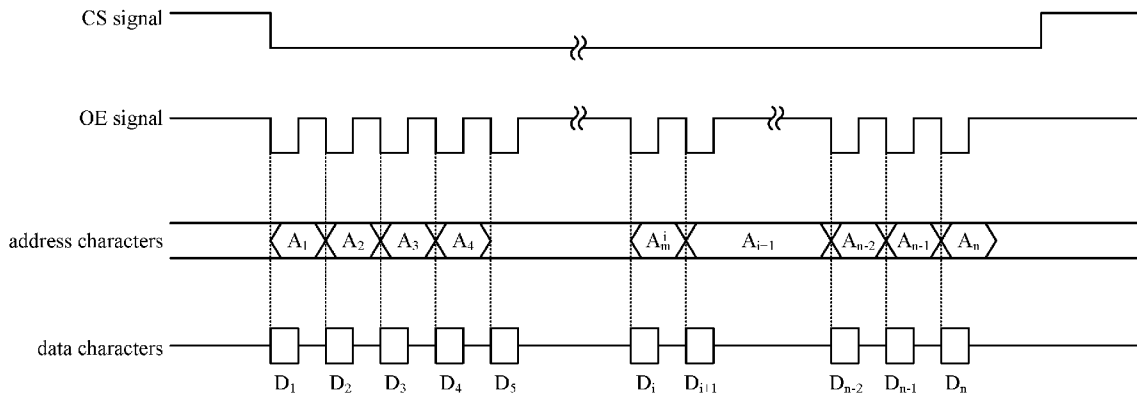 CS signal
OE signal
address characters A₁ A₂ A₃ A₄ Aₘⁱ Aᵢ₋₁ Aₙ₋₂ Aₙ₋₁ Aₙ
data characters
D₁ D₂ D₃ D₄ D₅ Dᵢ Dᵢ₊₁ Dₙ₋₂ Dₙ₋₁ Dₙ